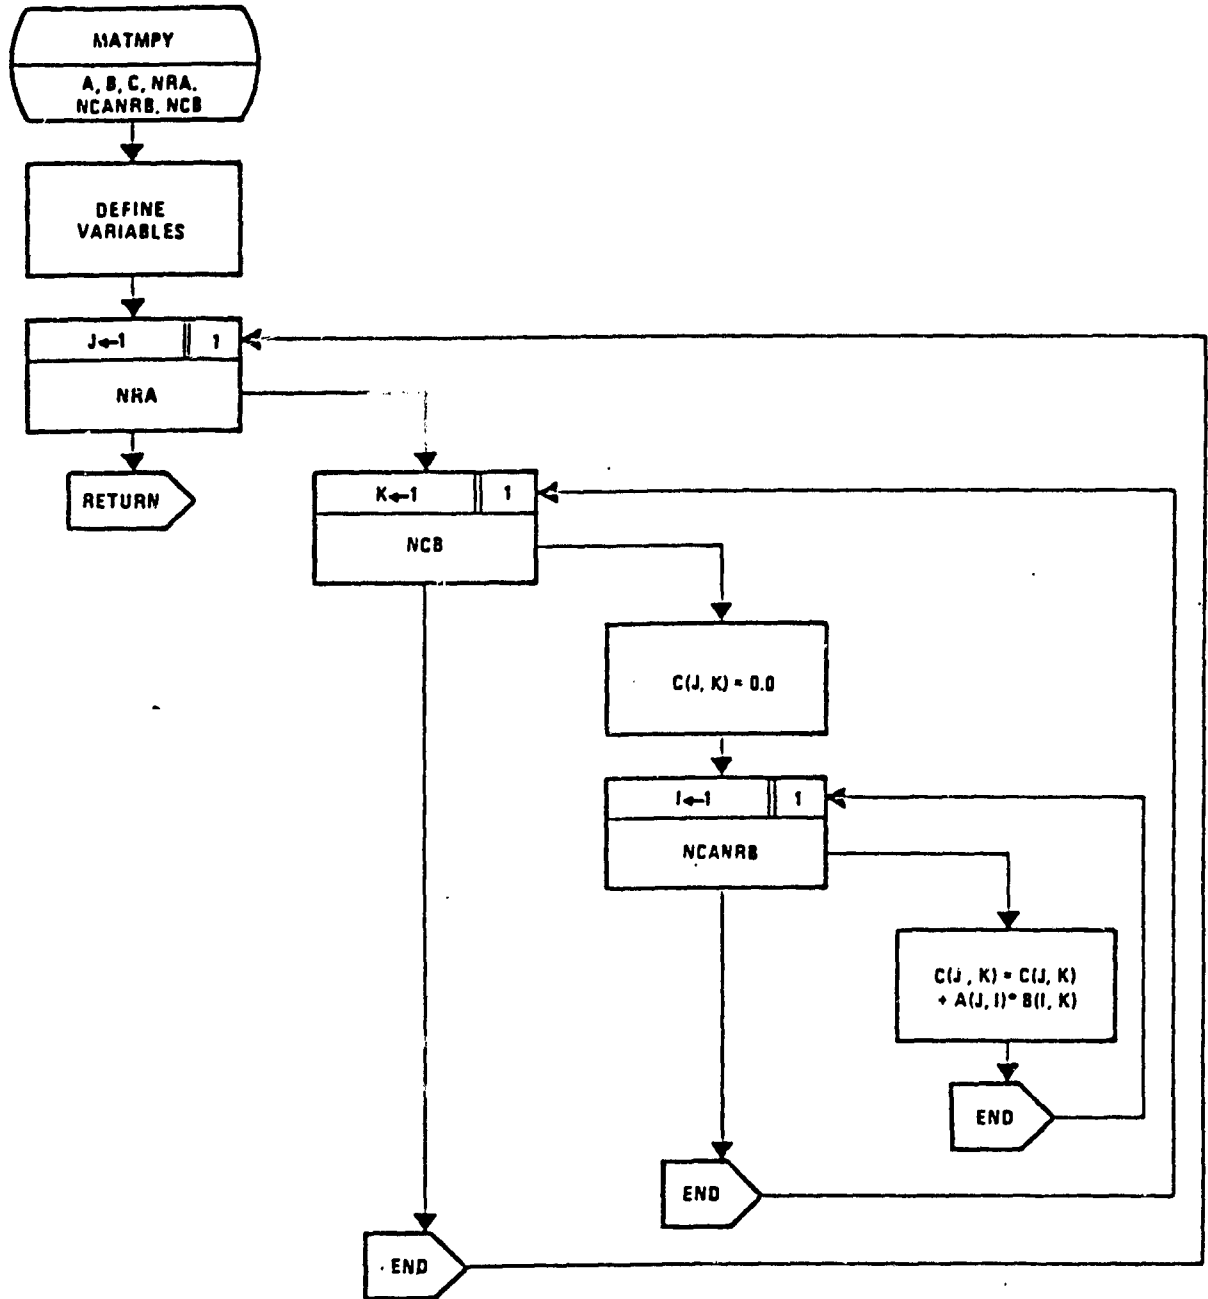 MATMPY
A, B, C, NRA,
NCANRB, NCB
DEFINE
VARIABLES
J←1 1
NRA
RETURN
K←1 1
NCB
C(J, K) = 0.0
I←1 1
NCANRB
C(J, K) = C(J, K)
+ A(J, I)* B(I, K)
END
END
END